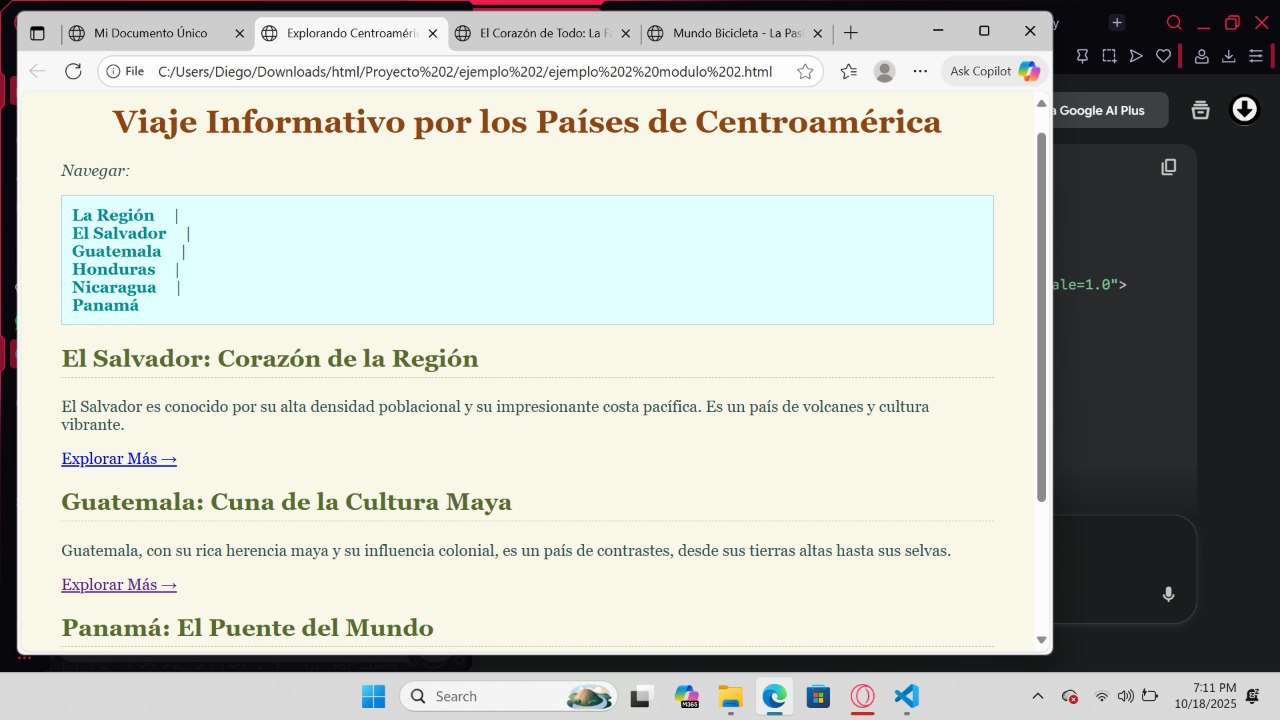 Mi Documento Único
Explorando Centroaméric
El Corazón de Todo: La Fa
Mundo Bicicleta - La Pas
File
C:/Users/Diego/Downloads/html/Proyecto%202/ejemplo%202/ejemplo%202%20modulo%202.html
Ask Copilot
a Google AI Plus
Viaje Informativo por los Países de Centroamérica
Navegar:
La Región |
El Salvador |
Guatemala |
Honduras |
Nicaragua |
Panamá
ale=1.0">
El Salvador: Corazón de la Región
El Salvador es conocido por su alta densidad poblacional y su impresionante costa pacífica. Es un país de volcanes y cultura
vibrante.
Explorar Más →
Guatemala: Cuna de la Cultura Maya
Guatemala, con su rica herencia maya y su influencia colonial, es un país de contrastes, desde sus tierras altas hasta sus selvas.
Explorar Más →
Panamá: El Puente del Mundo
Search
M365
7:11 PM
10/18/2025